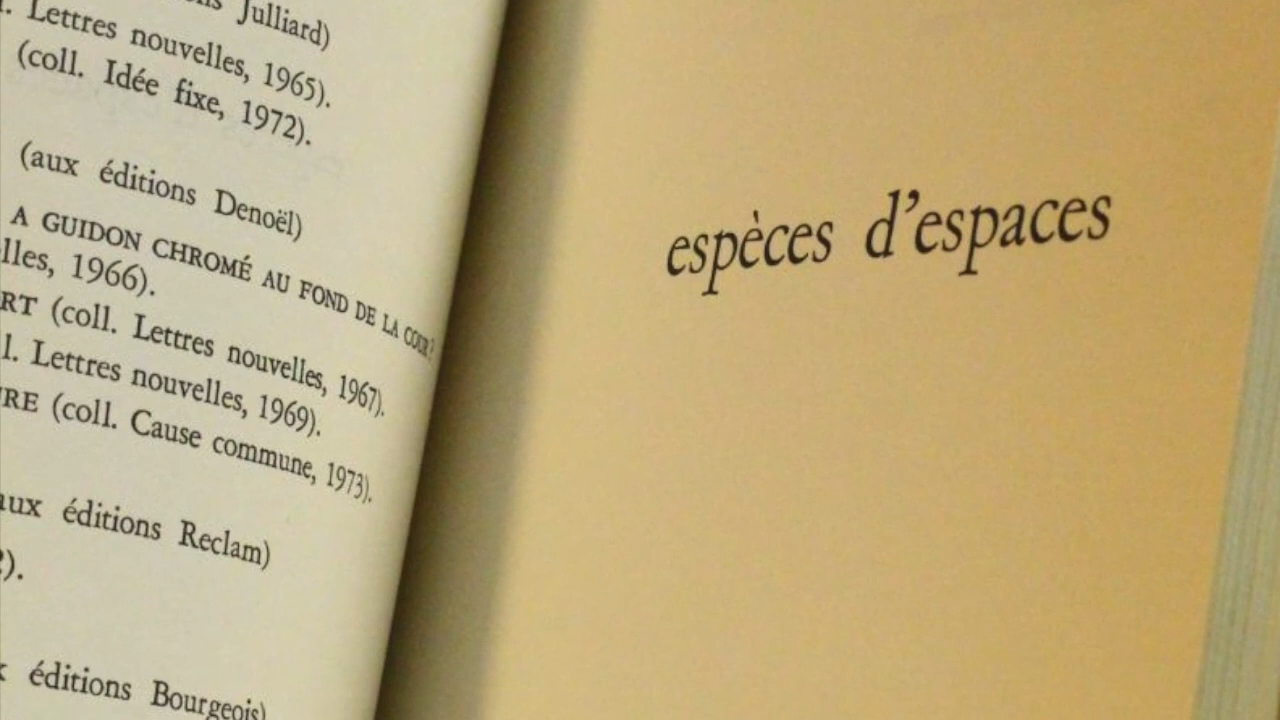 Julliard)
Lettres nouvelles, 1965).
(coll. Idée fixe, 1972).
(aux éditions Denoël)
A GUIDON CHROMÉ AU FOND DE LA COUR?
lles, 1966).
RT (coll. Lettres nouvelles, 1967).
l. Lettres nouvelles, 1969).
RE (coll. Cause commune, 1973).
aux éditions Reclam)
).
éditions Bourgeois)
espèces d'espaces